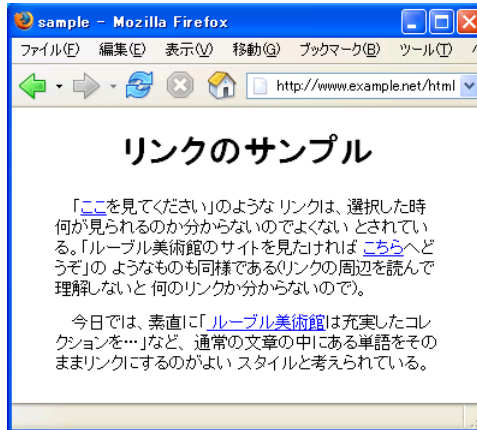 sample - Mozilla Firefox
ファイル(F) 編集(E) 表示(V) 移動(G) ブックマーク(B) ツール(T)
http://www.example.net/html
リンクのサンプル
「ここを見てください」のような リンクは、選択した時
何が見られるのか分からないのでよくない とされてい
る。「ルーブル美術館のサイトを見たければ こちらへど
うぞ」の ようなものも同様である(リンクの周辺を読んで
理解しないと 何のリンクか分からないので)。
今日では、素直に「 ルーブル美術館は充実したコレ
クションを…」など、通常の文章の中にある単語をその
ままリンクにするのがよい スタイルと考えられている。